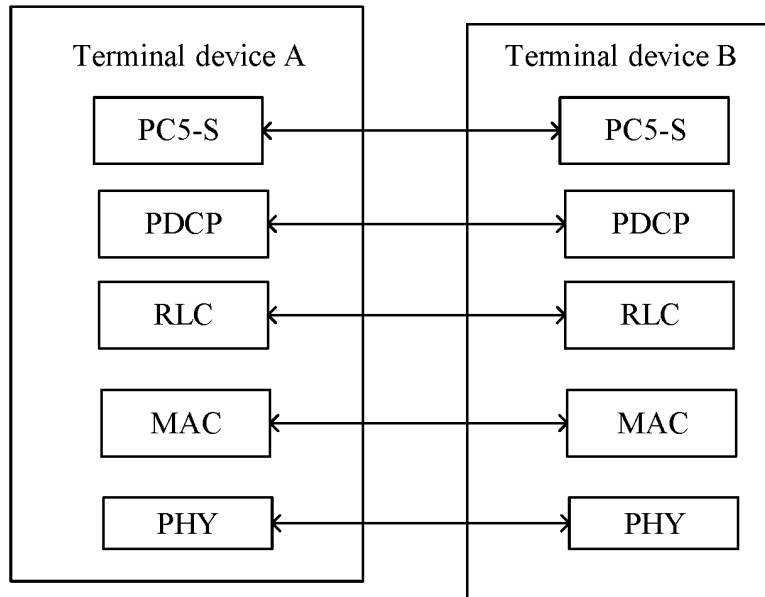 Terminal device A
Terminal device B
PC5-S
PC5-S
PDCP
PDCP
RLC
RLC
MAC
MAC
PHY
PHY